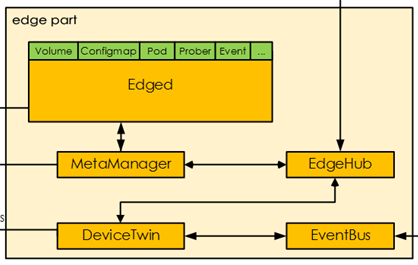 edge part
Volume Configmap Pod Prober Event ...
Edged
MetaManager EdgeHub
s
DeviceTwin EventBus